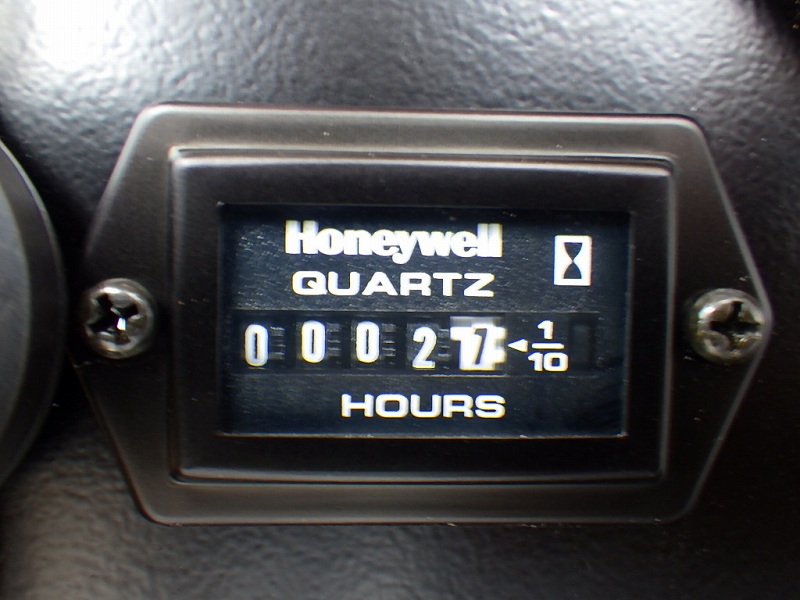 Honeywell
QUARTZ
00027 ◄ 1/10
HOURS